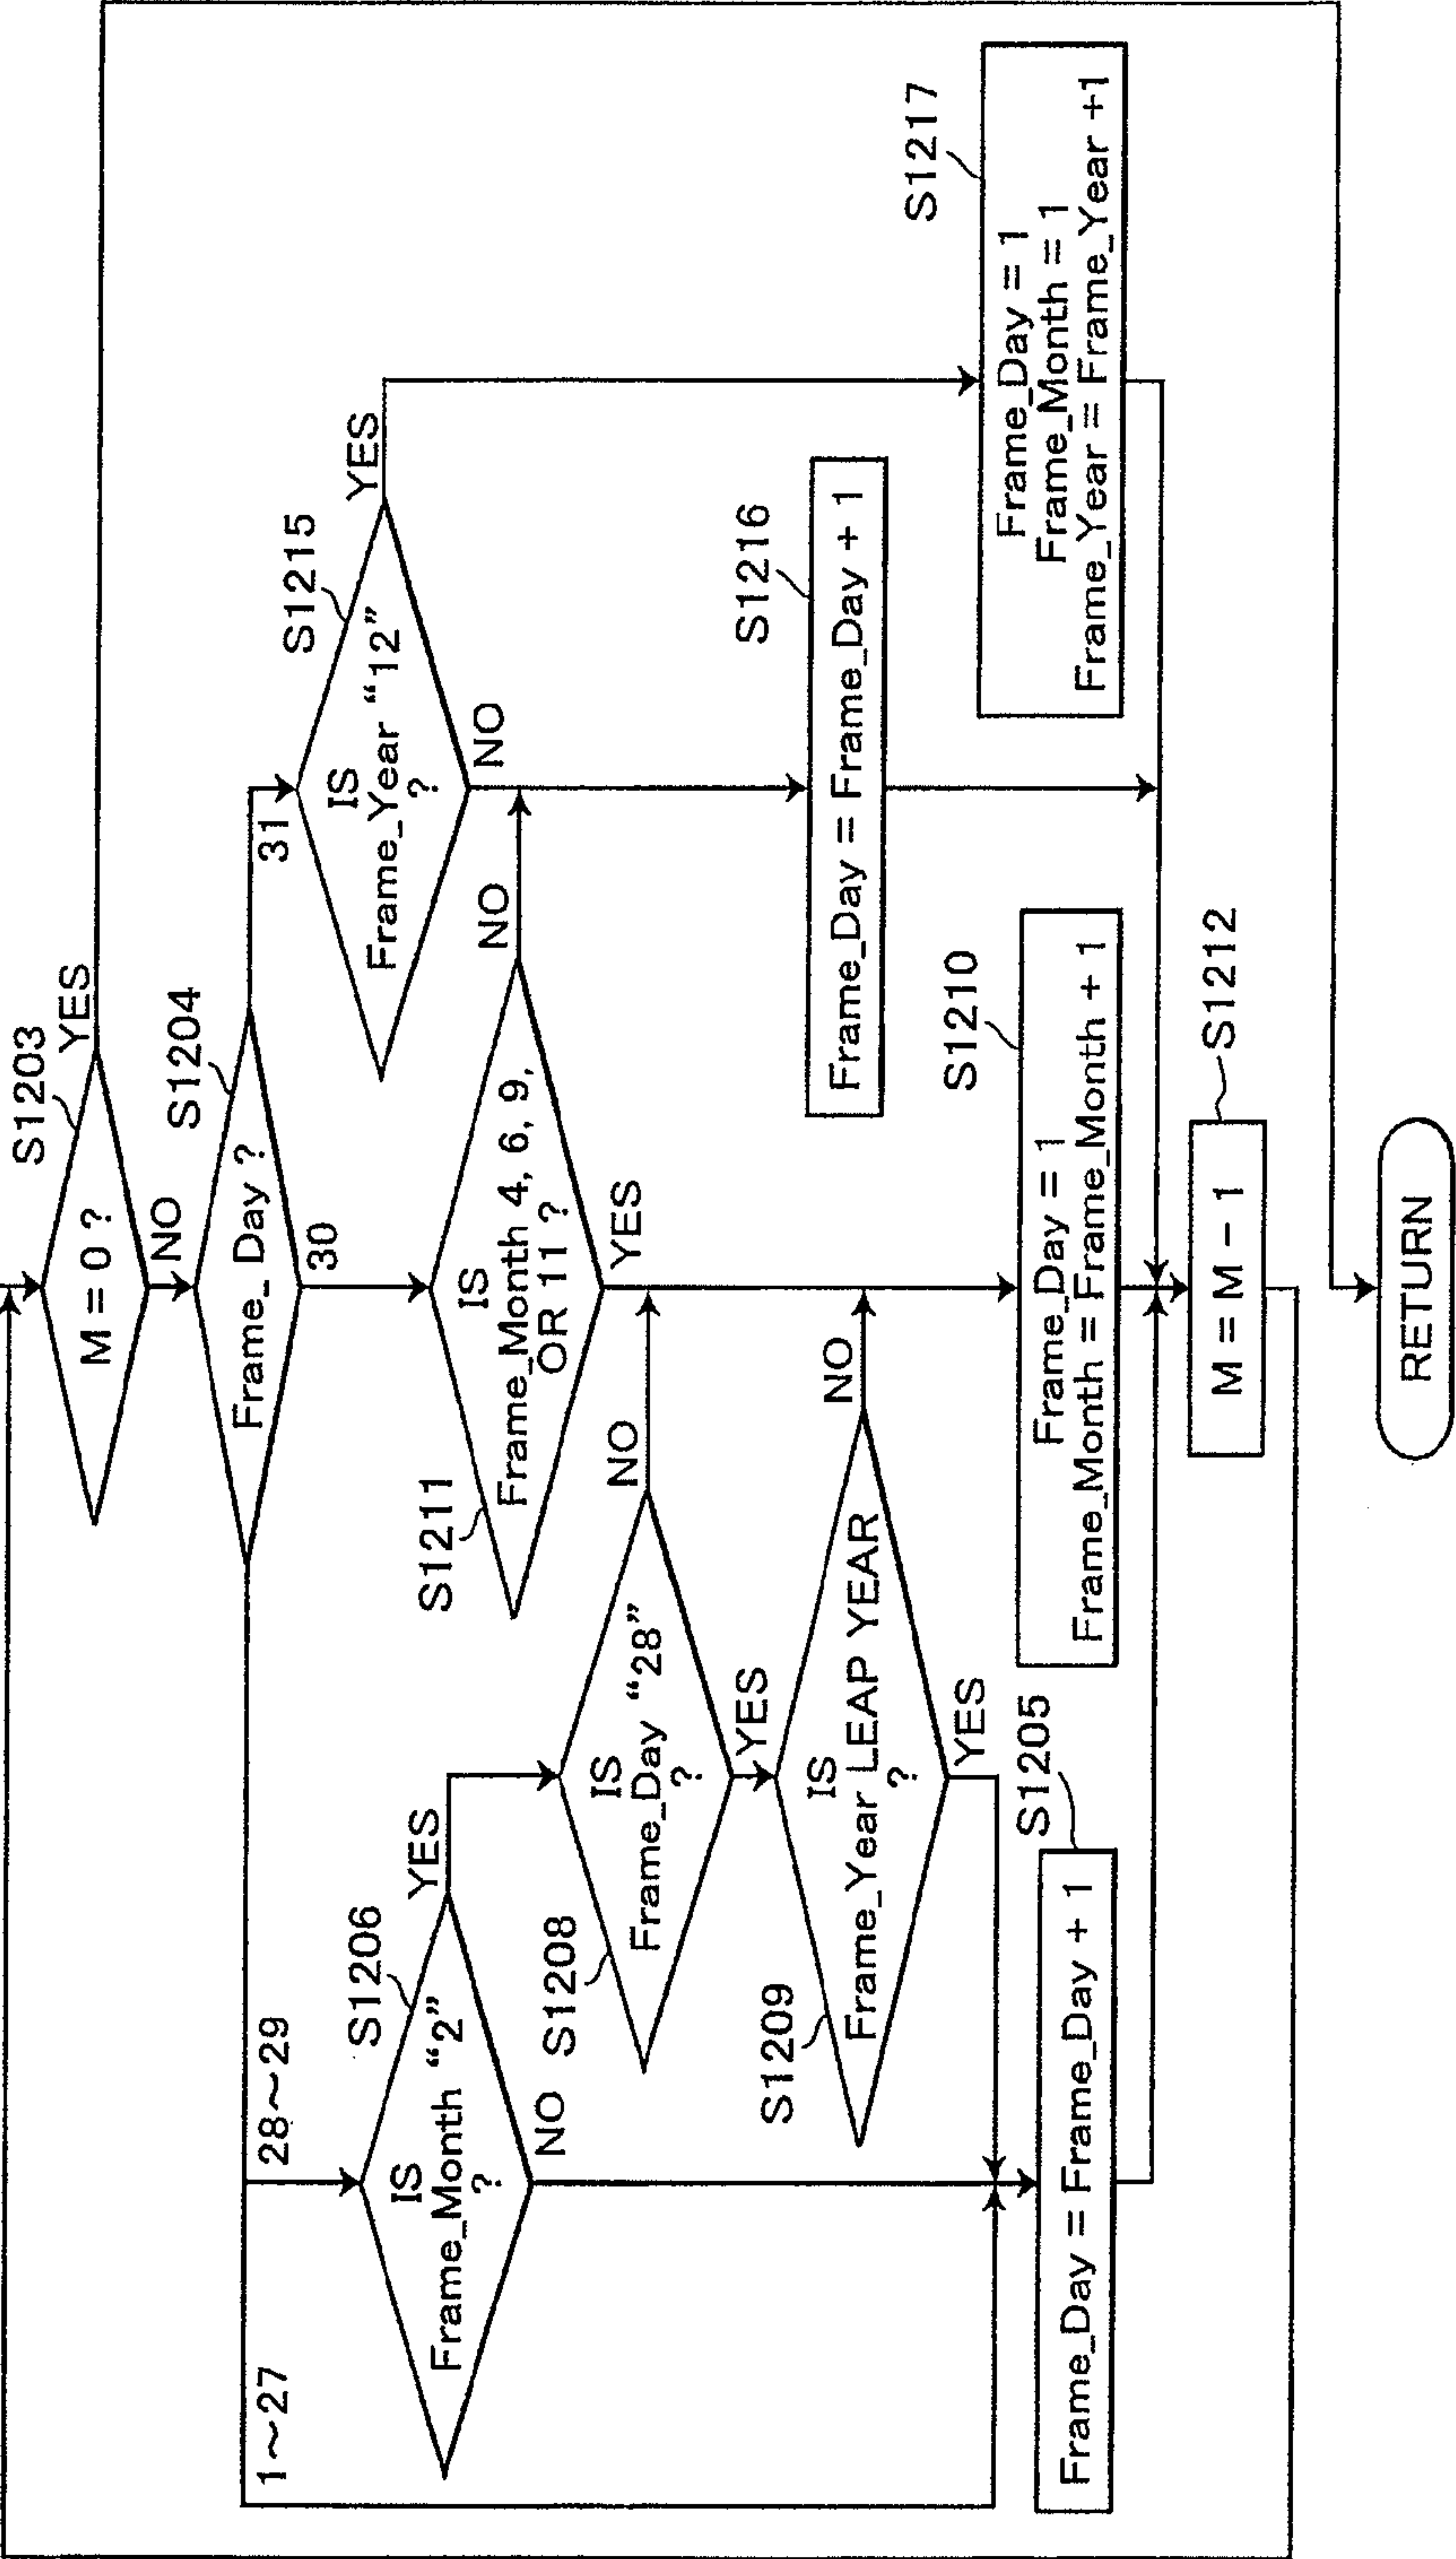 S1203
M = 0 ?
YES
NO
S1204
Frame_Day ?
1~27
28~29
30
31
S1206
IS
Frame_Month “2”
?
YES
NO
S1211
IS
Frame_Month 4, 6, 9,
OR 11 ?
NO
YES
S1215
IS
Frame_Year “12”
?
YES
NO
S1208
IS
Frame_Day “28”
?
NO
YES
S1209
IS
Frame_Year LEAP YEAR
?
NO
YES
S1216
Frame_Day = Frame_Day + 1
S1205
Frame_Day = Frame_Day + 1
S1210
Frame_Day = 1
Frame_Month = Frame_Month + 1
S1217
Frame_Day = 1
Frame_Month = 1
Frame_Year = Frame_Year +1
M = M - 1
S1212
RETURN